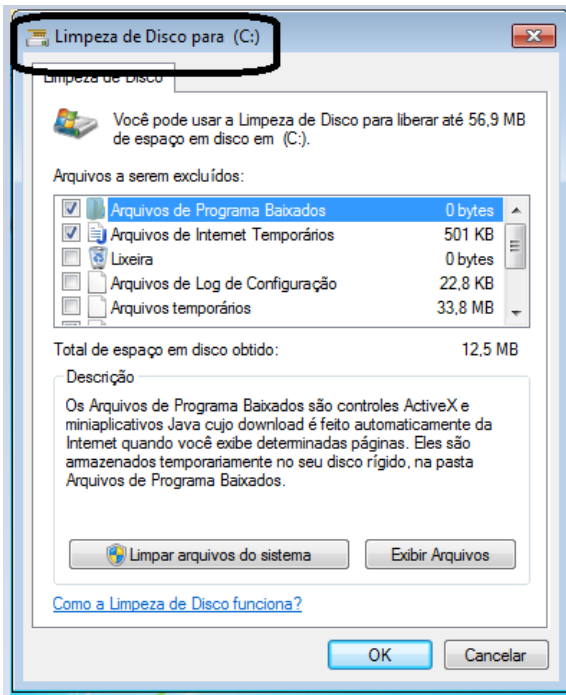 Limpeza de Disco para (C:)
Limpeza de Disco
Você pode usar a Limpeza de Disco para liberar até 56,9 MB
de espaço em disco em (C:).
Arquivos a serem excluídos:
Arquivos de Programa Baixados 0 bytes
Arquivos de Internet Temporários 501 KB
Lixeira 0 bytes
Arquivos de Log de Configuração 22,8 KB
Arquivos temporários 33,8 MB
Total de espaço em disco obtido: 12,5 MB
Descrição
Os Arquivos de Programa Baixados são controles ActiveX e
miniaplicativos Java cujo download é feito automaticamente da
Internet quando você exibe determinadas páginas. Eles são
armazenados temporariamente no seu disco rígido, na pasta
Arquivos de Programa Baixados.
Limpar arquivos do sistema Exibir Arquivos
Como a Limpeza de Disco funciona?
OK Cancelar